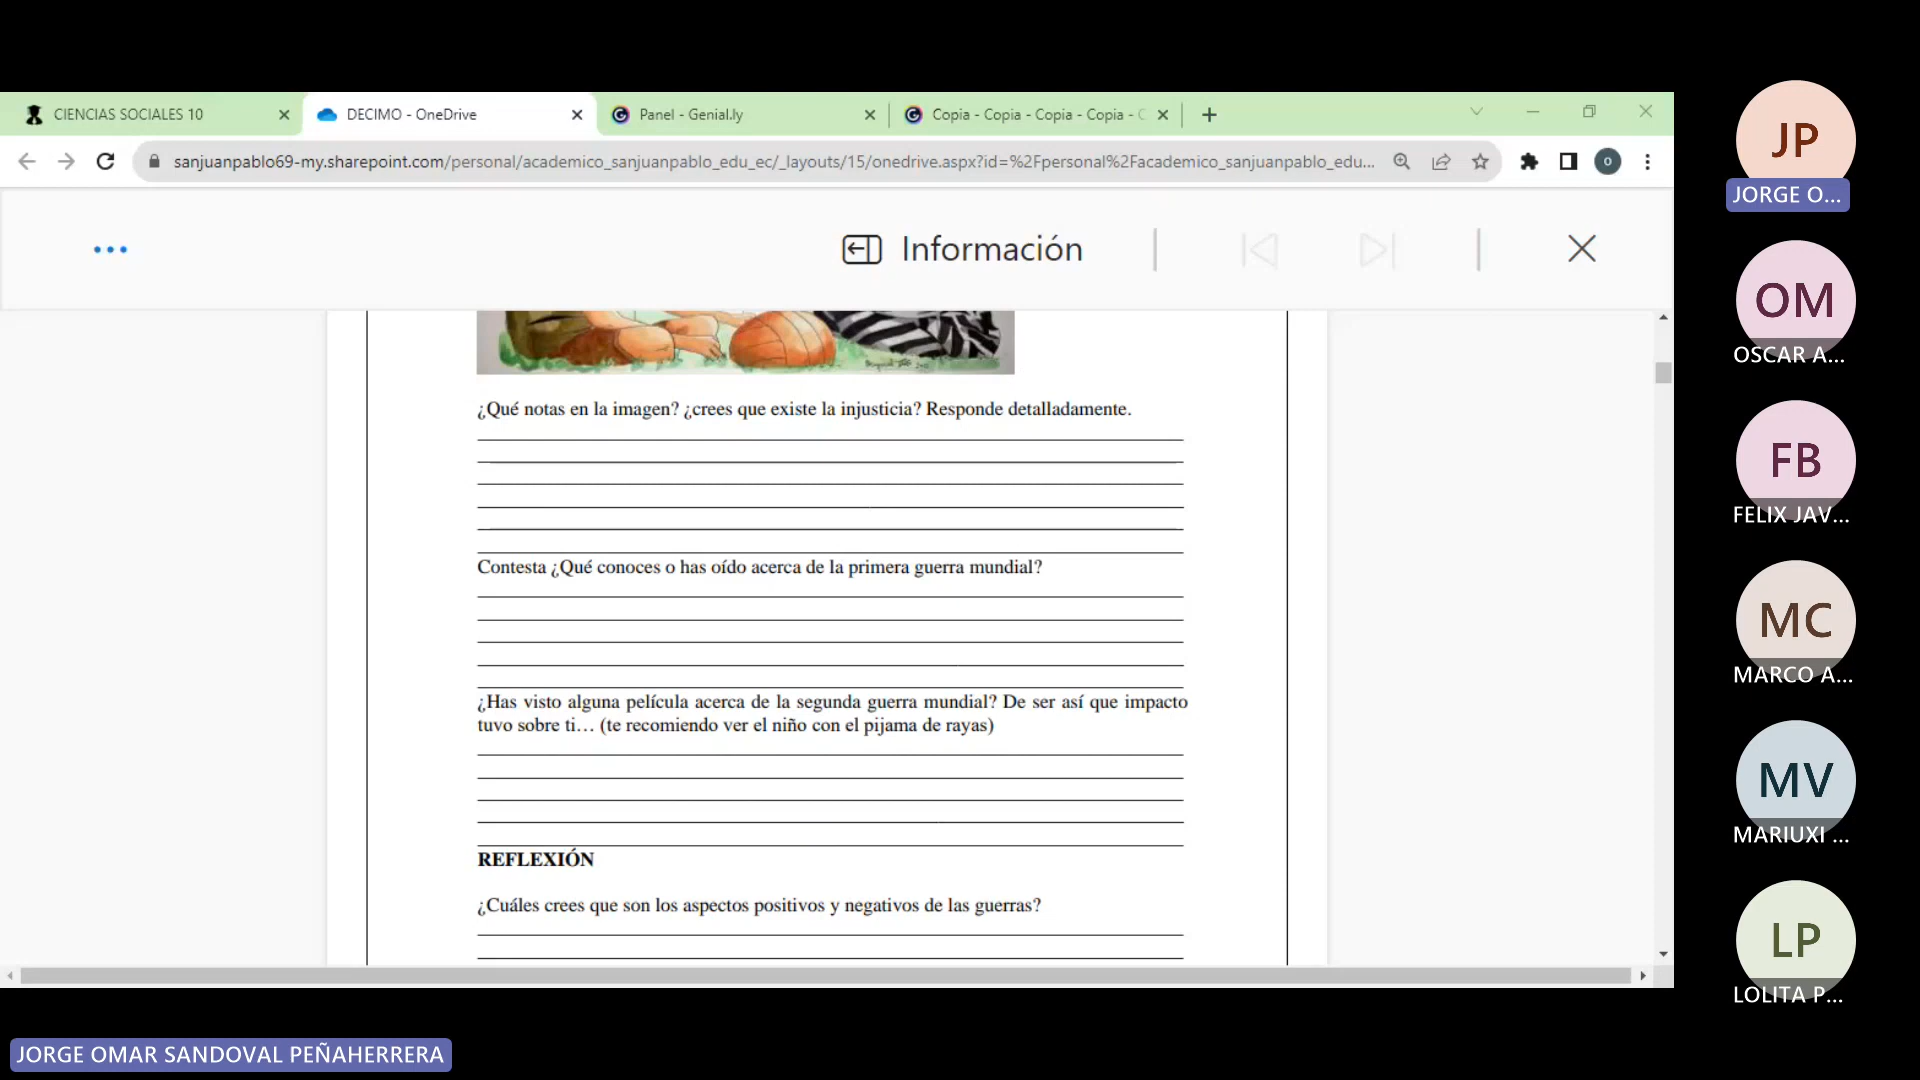 CIENCIAS SOCIALES 10
DECIMO - OneDrive
Panel - Genial.ly
Copia - Copia - Copia - Copia - C
sanjuanpablo69-my.sharepoint.com/personal/academico_sanjuanpablo_edu_ec/_layouts/15/onedrive.aspx?id=%2Fpersonal%2Facademico_sanjuanpablo_edu...
O
Información
¿Qué notas en la imagen? ¿crees que existe la injusticia? Responde detalladamente.
Contesta ¿Qué conoces o has oído acerca de la primera guerra mundial?
¿Has visto alguna película acerca de la segunda guerra mundial? De ser así que impacto
tuvo sobre ti… (te recomiendo ver el niño con el pijama de rayas)
REFLEXIÓN
¿Cuáles crees que son los aspectos positivos y negativos de las guerras?
JP
JORGE O...
OM
OSCAR A...
FB
FELIX JAV...
MC
MARCO A...
MV
MARIUXI ...
LP
LOLITA P...
JORGE OMAR SANDOVAL PEÑAHERRERA